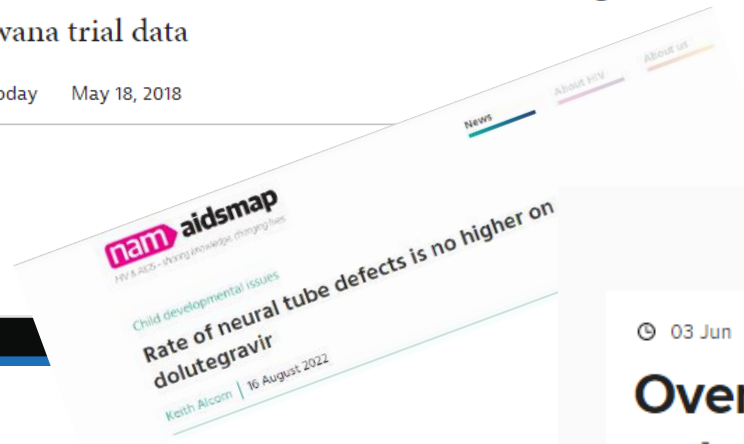 wana trial data
oday May 18, 2018
News About HIV About us
nam aidsmap
HIV & AIDS – sharing knowledge, changing lives
Child developmental issues
Rate of neural tube defects is no higher on
dolutegravir
Keith Alcorn | 16 August 2022
03 Jun
Over